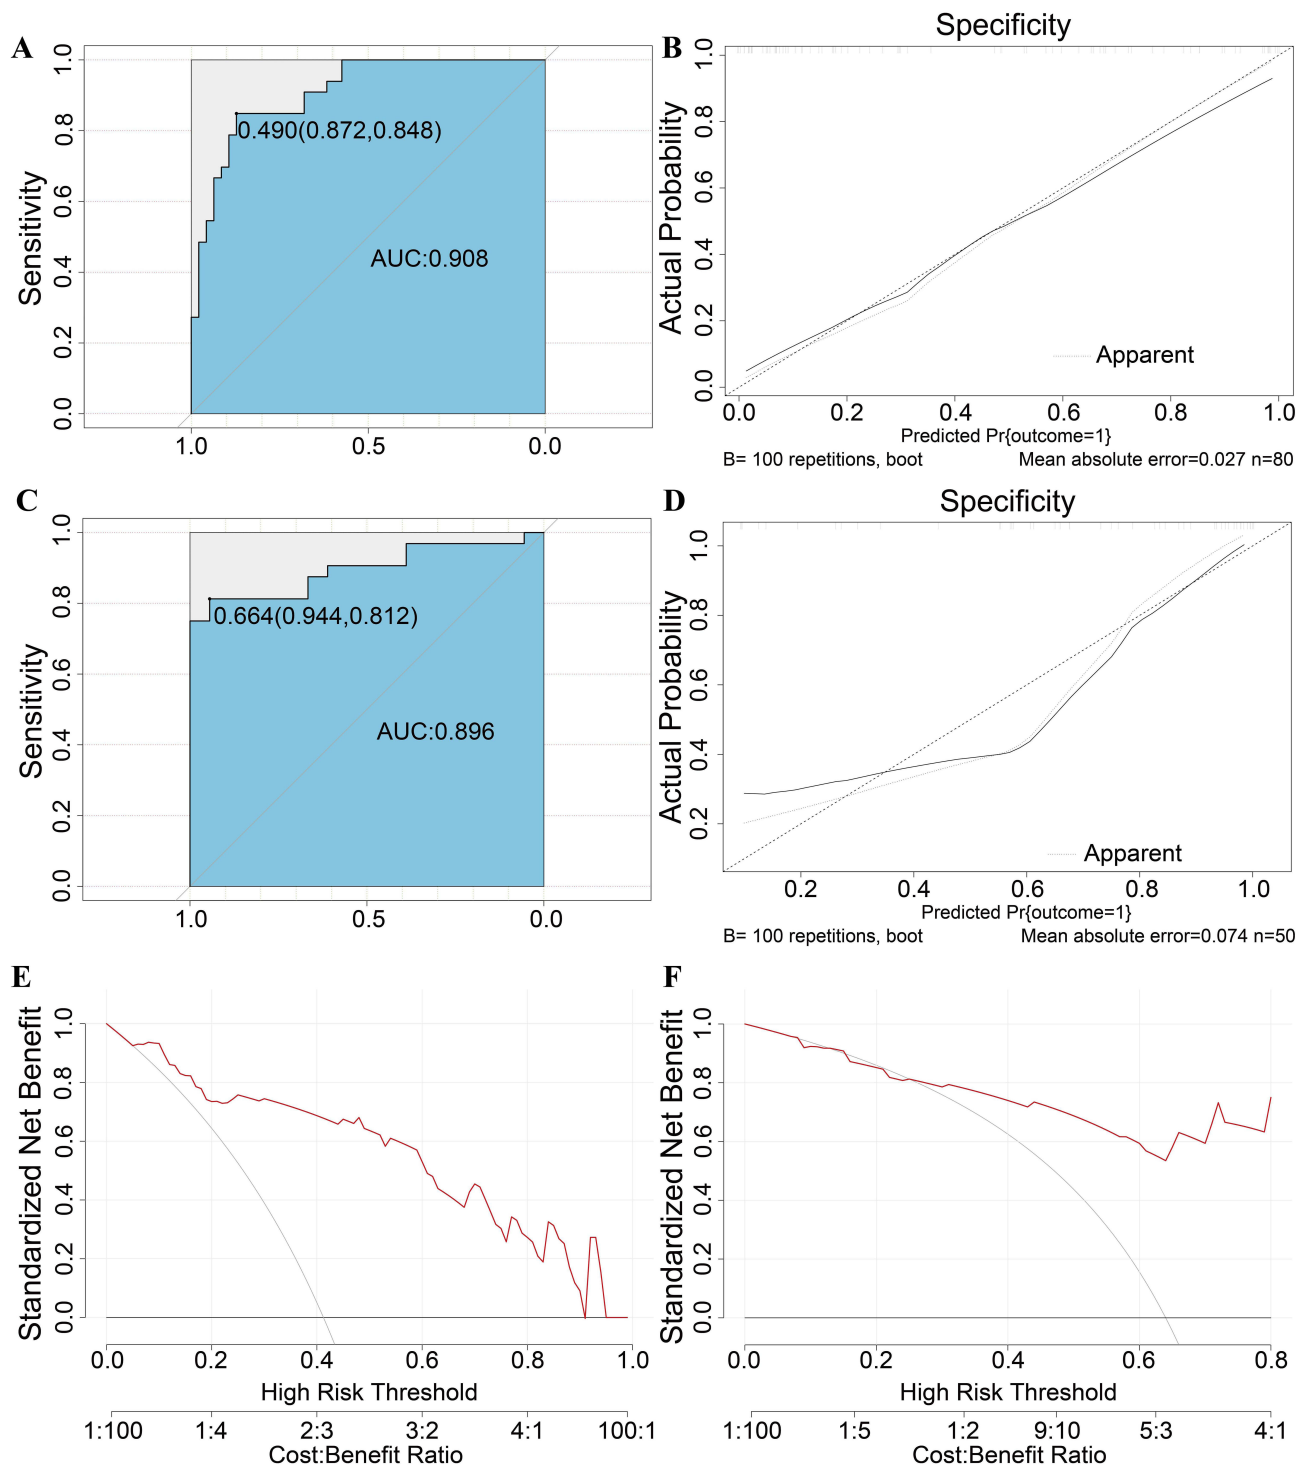 A
Sensitivity
0.0 0.2 0.4 0.6 0.8 1.0
0.490(0.872,0.848)
AUC:0.908
1.0 0.5 0.0
Specificity
B
Actual Probability
0.0 0.2 0.4 0.6 0.8 1.0
Apparent
0.0 0.2 0.4 0.6 0.8 1.0
Predicted Pr{outcome=1}
B= 100 repetitions, boot Mean absolute error=0.027 n=80
C
Sensitivity
0.0 0.2 0.4 0.6 0.8 1.0
0.664(0.944,0.812)
AUC:0.896
1.0 0.5 0.0
Specificity
D
Actual Probability
0.2 0.4 0.6 0.8 1.0
Apparent
0.2 0.4 0.6 0.8 1.0
Predicted Pr{outcome=1}
B= 100 repetitions, boot Mean absolute error=0.074 n=50
E
Standardized Net Benefit
0.0 0.2 0.4 0.6 0.8 1.0
0.0 0.2 0.4 0.6 0.8 1.0
High Risk Threshold
1:100 1:4 2:3 3:2 4:1 100:1
Cost:Benefit Ratio
F
Standardized Net Benefit
0.0 0.2 0.4 0.6 0.8 1.0
0.0 0.2 0.4 0.6 0.8
High Risk Threshold
1:100 1:5 1:2 9:10 5:3 4:1
Cost:Benefit Ratio